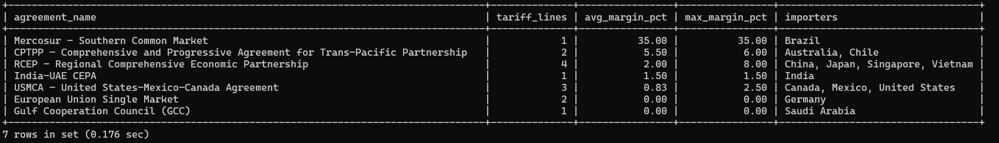 +----------------------------------------------------------------------------------+--------------+----------------+----------------+----------------------------------+
| agreement_name                                                                   | tariff_lines | avg_margin_pct | max_margin_pct | importers                        |
+----------------------------------------------------------------------------------+--------------+----------------+----------------+----------------------------------+
| Mercosur – Southern Common Market                                                |            1 |          35.00 |          35.00 | Brazil                           |
| CPTPP – Comprehensive and Progressive Agreement for Trans-Pacific Partnership    |            2 |           5.50 |           6.00 | Australia, Chile                 |
| RCEP – Regional Comprehensive Economic Partnership                               |            4 |           2.00 |           8.00 | China, Japan, Singapore, Vietnam |
| India-UAE CEPA                                                                   |            1 |           1.50 |           1.50 | India                            |
| USMCA – United States-Mexico-Canada Agreement                                    |            3 |           0.83 |           2.50 | Canada, Mexico, United States    |
| European Union Single Market                                                     |            2 |           0.00 |           0.00 | Germany                          |
| Gulf Cooperation Council (GCC)                                                   |            1 |           0.00 |           0.00 | Saudi Arabia                     |
+----------------------------------------------------------------------------------+--------------+----------------+----------------+----------------------------------+
7 rows in set (0.176 sec)